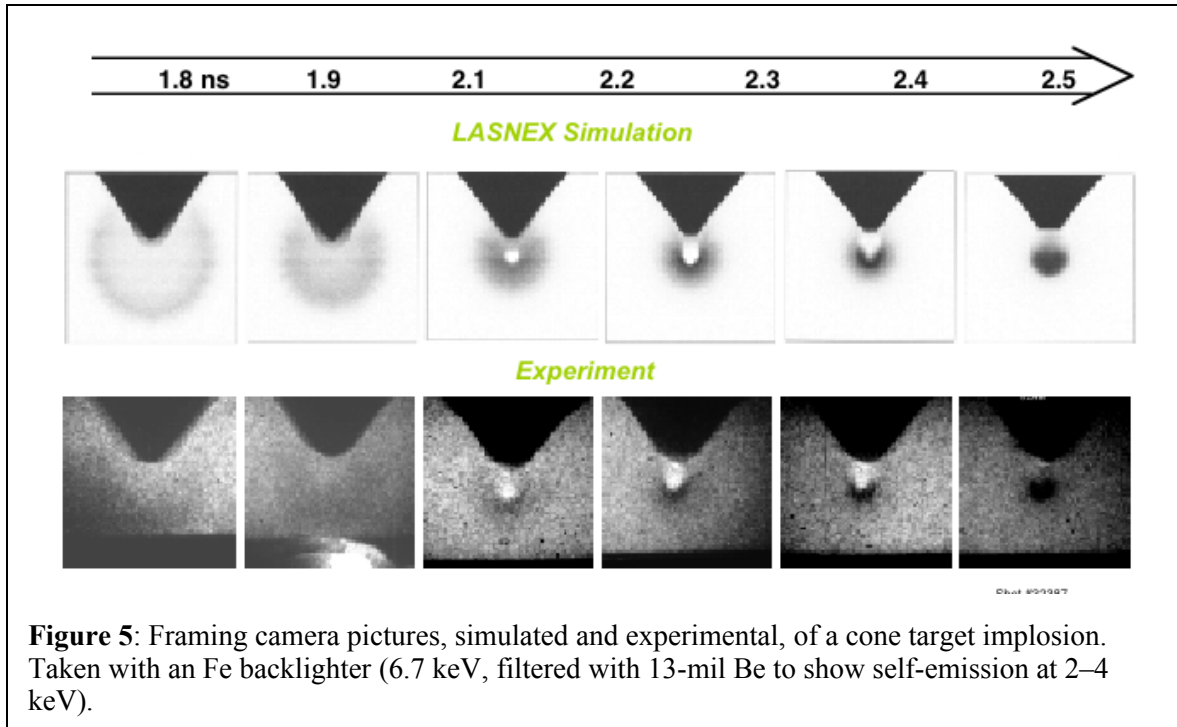 1.8 ns 1.9 2.1 2.2 2.3 2.4 2.5
LASNEX Simulation
Experiment
Figure 5: Framing camera pictures, simulated and experimental, of a cone target implosion.
Taken with an Fe backlighter (6.7 keV, filtered with 13-mil Be to show self-emission at 2–4
keV).